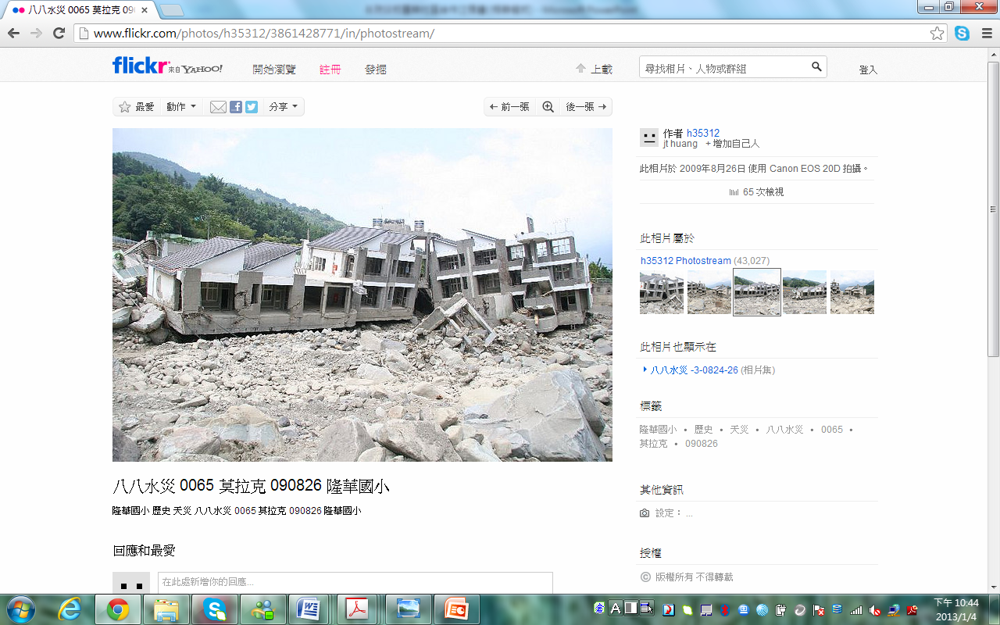 八八水災 0065 莫拉克 09
www.flickr.com/photos/h35312/3861428771/in/photostream/
flickr 來自 YAHOO!
開始瀏覽 註冊 發掘
上載
尋找相片、人物或群組
登入
最愛 動作 分享
前一張 後一張
作者 h35312
jt huang + 增加自己人
此相片於 2009年8月26日 使用 Canon EOS 20D 拍攝。
65 次檢視
此相片屬於
h35312 Photostream (43,027)
此相片也顯示在
八八水災 -3-0824-26 (相片集)
標籤
隆華國小 • 歷史 • 天災 • 八八水災 • 0065 •
莫拉克 • 090826
其他資訊
設定： ...
授權
© 版權所有 不得轉載
八八水災 0065 莫拉克 090826 隆華國小
隆華國小 歷史 天災 八八水災 0065 莫拉克 090826 隆華國小
回應和最愛
在此處新增你的回應...
下午 10:44
2013/1/4